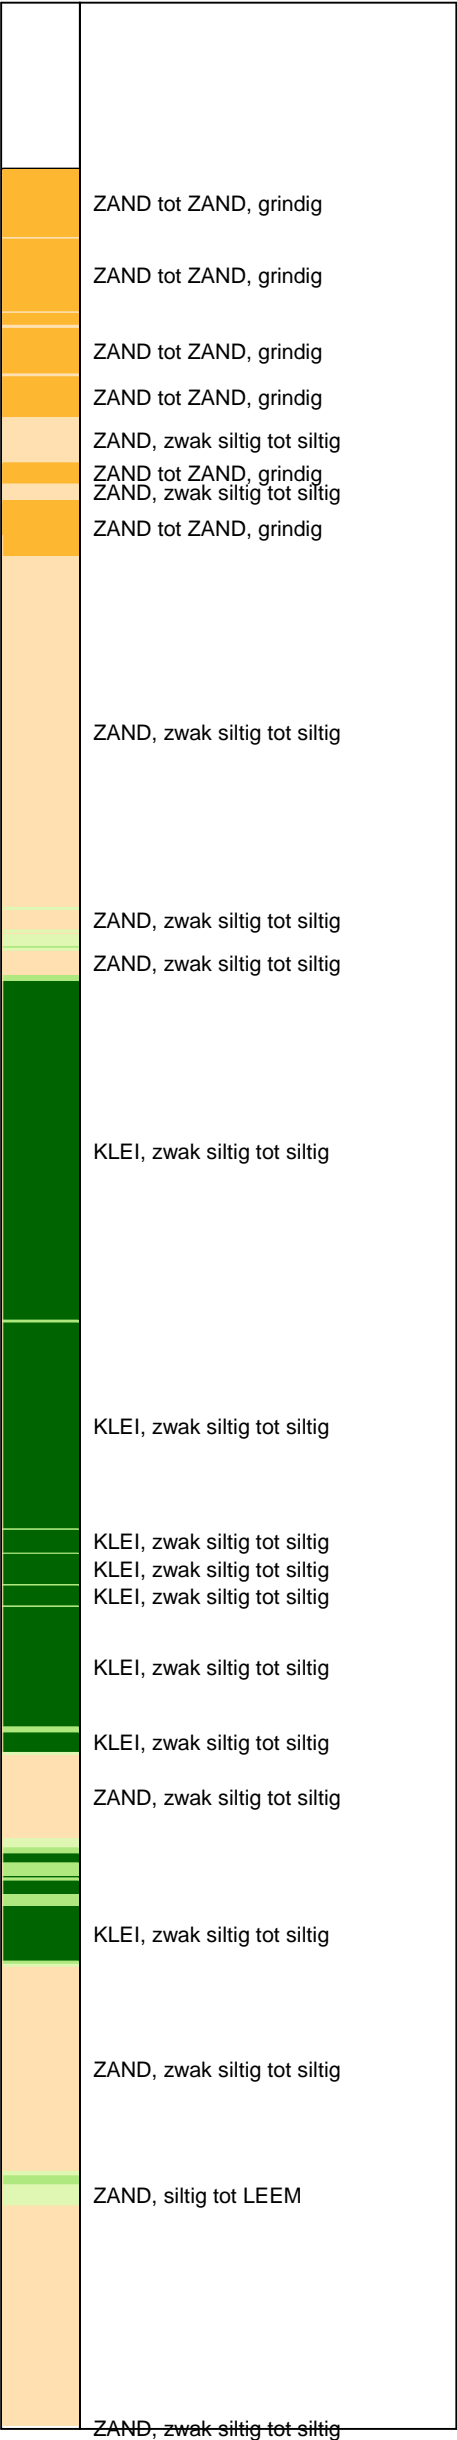 ZAND tot ZAND, grindig
ZAND tot ZAND, grindig
ZAND tot ZAND, grindig
ZAND tot ZAND, grindig
ZAND, zwak siltig tot siltig
ZAND tot ZAND, grindig
ZAND, zwak siltig tot siltig
ZAND tot ZAND, grindig
ZAND, zwak siltig tot siltig
ZAND, zwak siltig tot siltig
ZAND, zwak siltig tot siltig
KLEI, zwak siltig tot siltig
KLEI, zwak siltig tot siltig
KLEI, zwak siltig tot siltig
KLEI, zwak siltig tot siltig
KLEI, zwak siltig tot siltig
KLEI, zwak siltig tot siltig
KLEI, zwak siltig tot siltig
ZAND, zwak siltig tot siltig
KLEI, zwak siltig tot siltig
ZAND, zwak siltig tot siltig
ZAND, siltig tot LEEM
ZAND, zwak siltig tot siltig